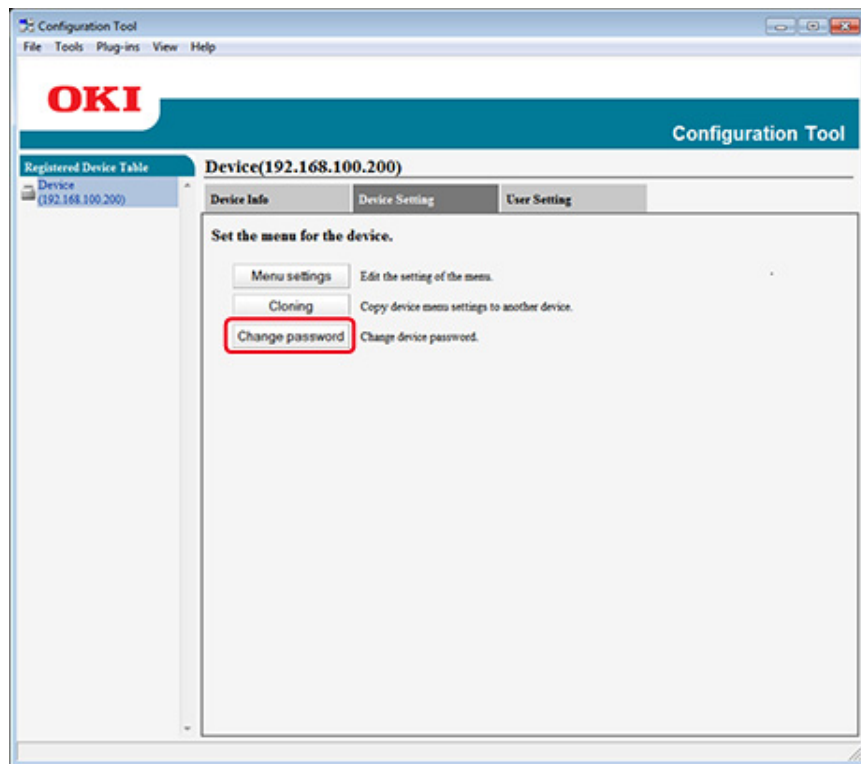 Configuration Tool
File Tools Plug-ins View Help
OKI
Configuration Tool
Registered Device Table
Device
(192.168.100.200)
Device(192.168.100.200)
Device Info Device Setting User Setting
Set the menu for the device.
Menu settings Edit the setting of the menu.
Cloning Copy device menu settings to another device.
Change password Change device password.